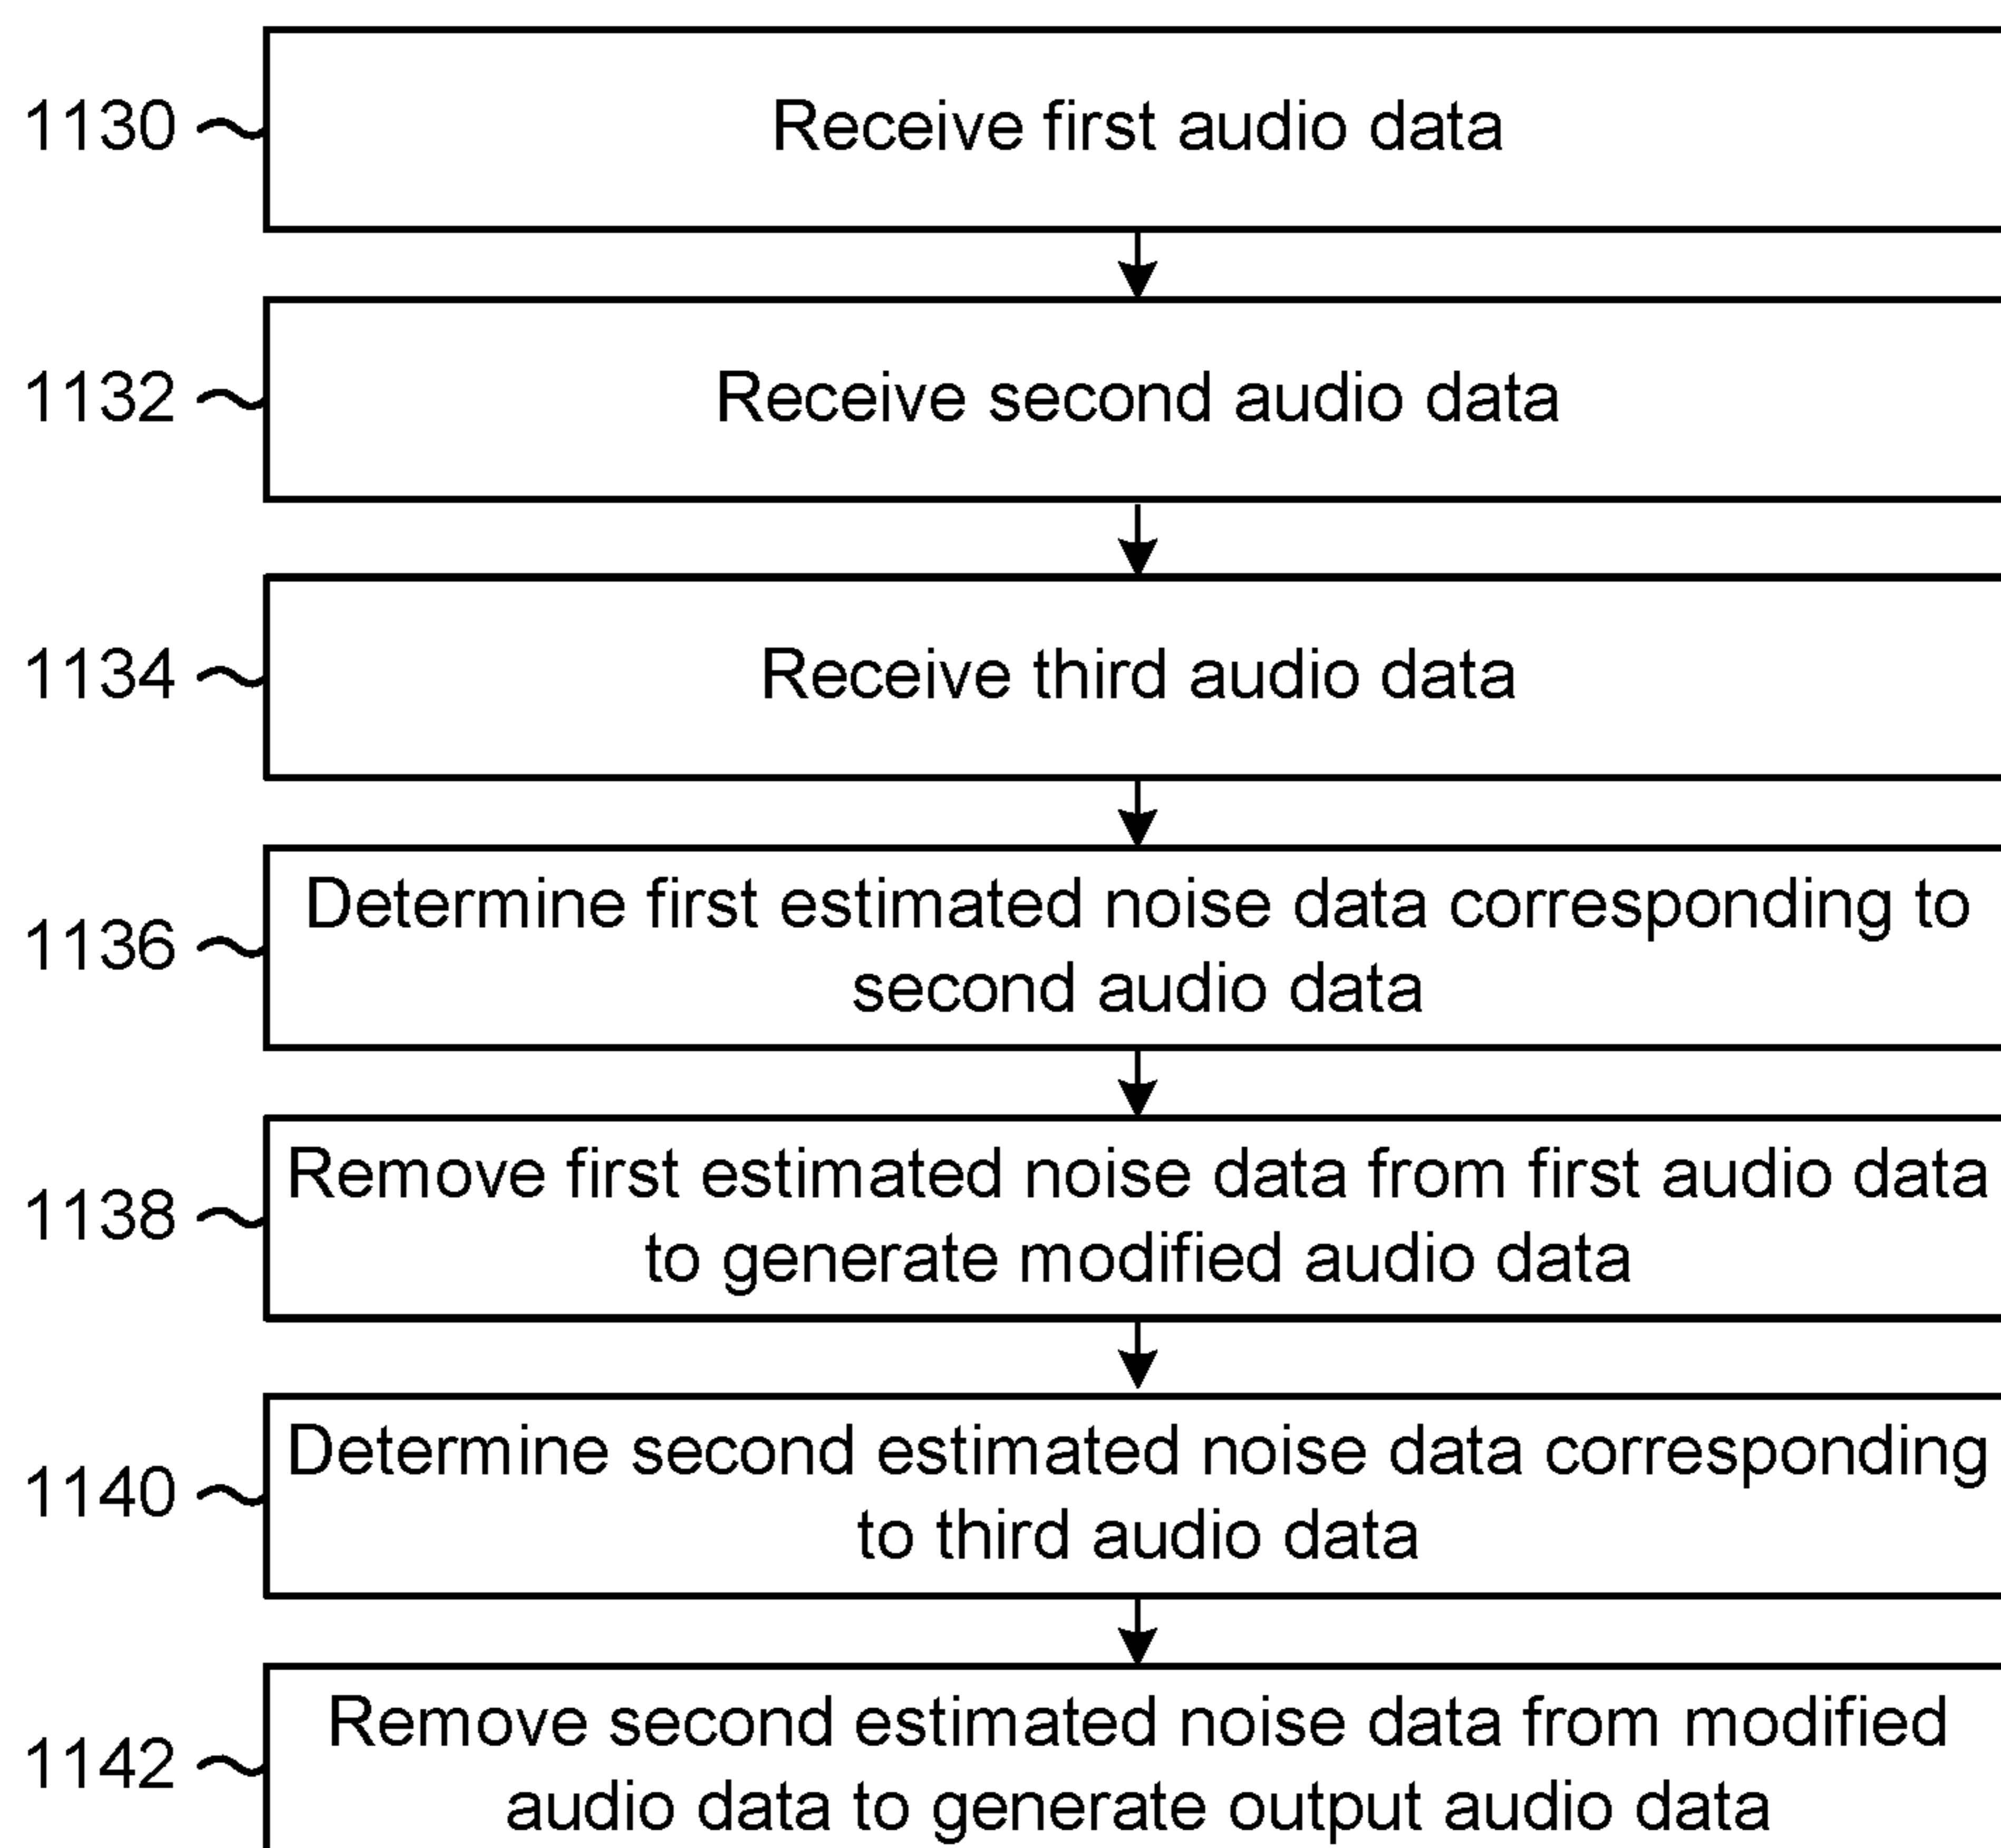 1130
Receive first audio data
1132
Receive second audio data
1134
Receive third audio data
1136
Determine first estimated noise data corresponding to
second audio data
1138
Remove first estimated noise data from first audio data
to generate modified audio data
1140
Determine second estimated noise data corresponding
to third audio data
1142
Remove second estimated noise data from modified
audio data to generate output audio data